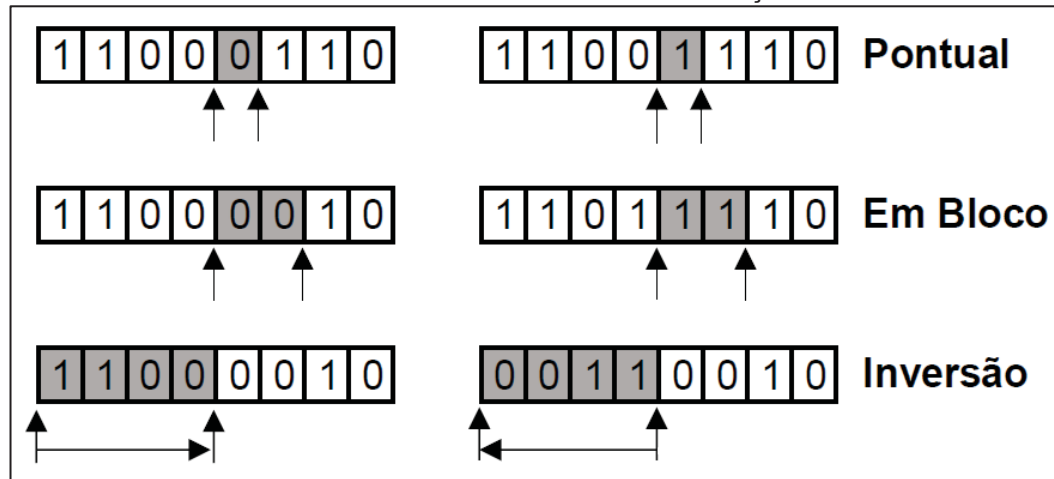 1 1 0 0 0 1 1 0 1 1 0 0 1 1 1 0 Pontual
1 1 0 0 0 0 1 0 1 1 0 1 1 1 1 0 Em Bloco
1 1 0 0 0 0 1 0 0 0 1 1 0 0 1 0 Inversão